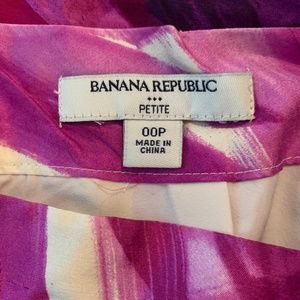 BANANA REPUBLIC
PETITE
00P
MADE IN
CHINA